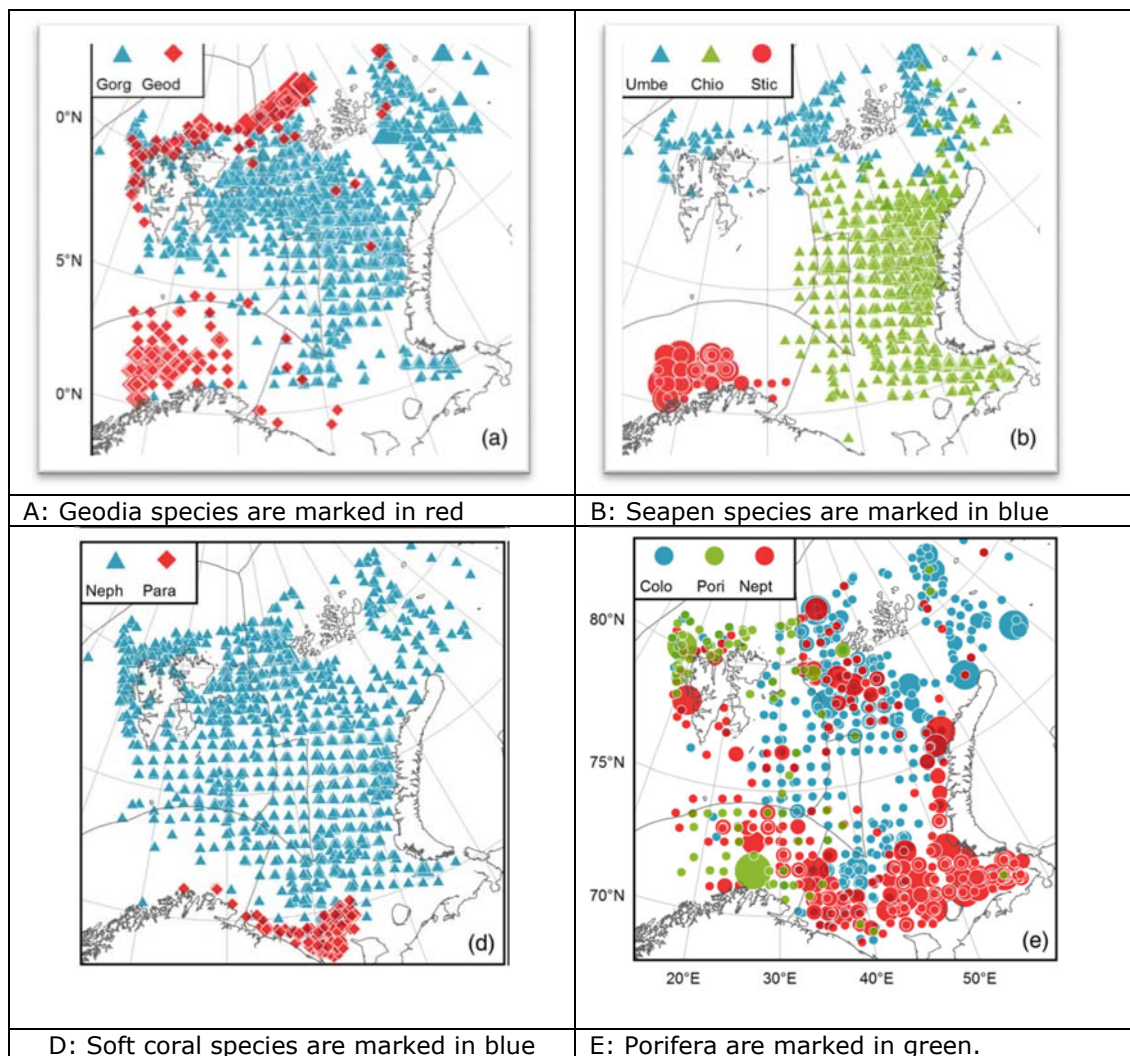 Gorg Geod
0°N
5°N
0°N
(a)
Umbe Chio Stic
(b)
A: Geodia species are marked in red
B: Seapen species are marked in blue
Neph Para
(d)
Colo Pori Nept
80°N
75°N
70°N
(e)
20°E 30°E 40°E 50°E
D: Soft coral species are marked in blue
E: Porifera are marked in green.